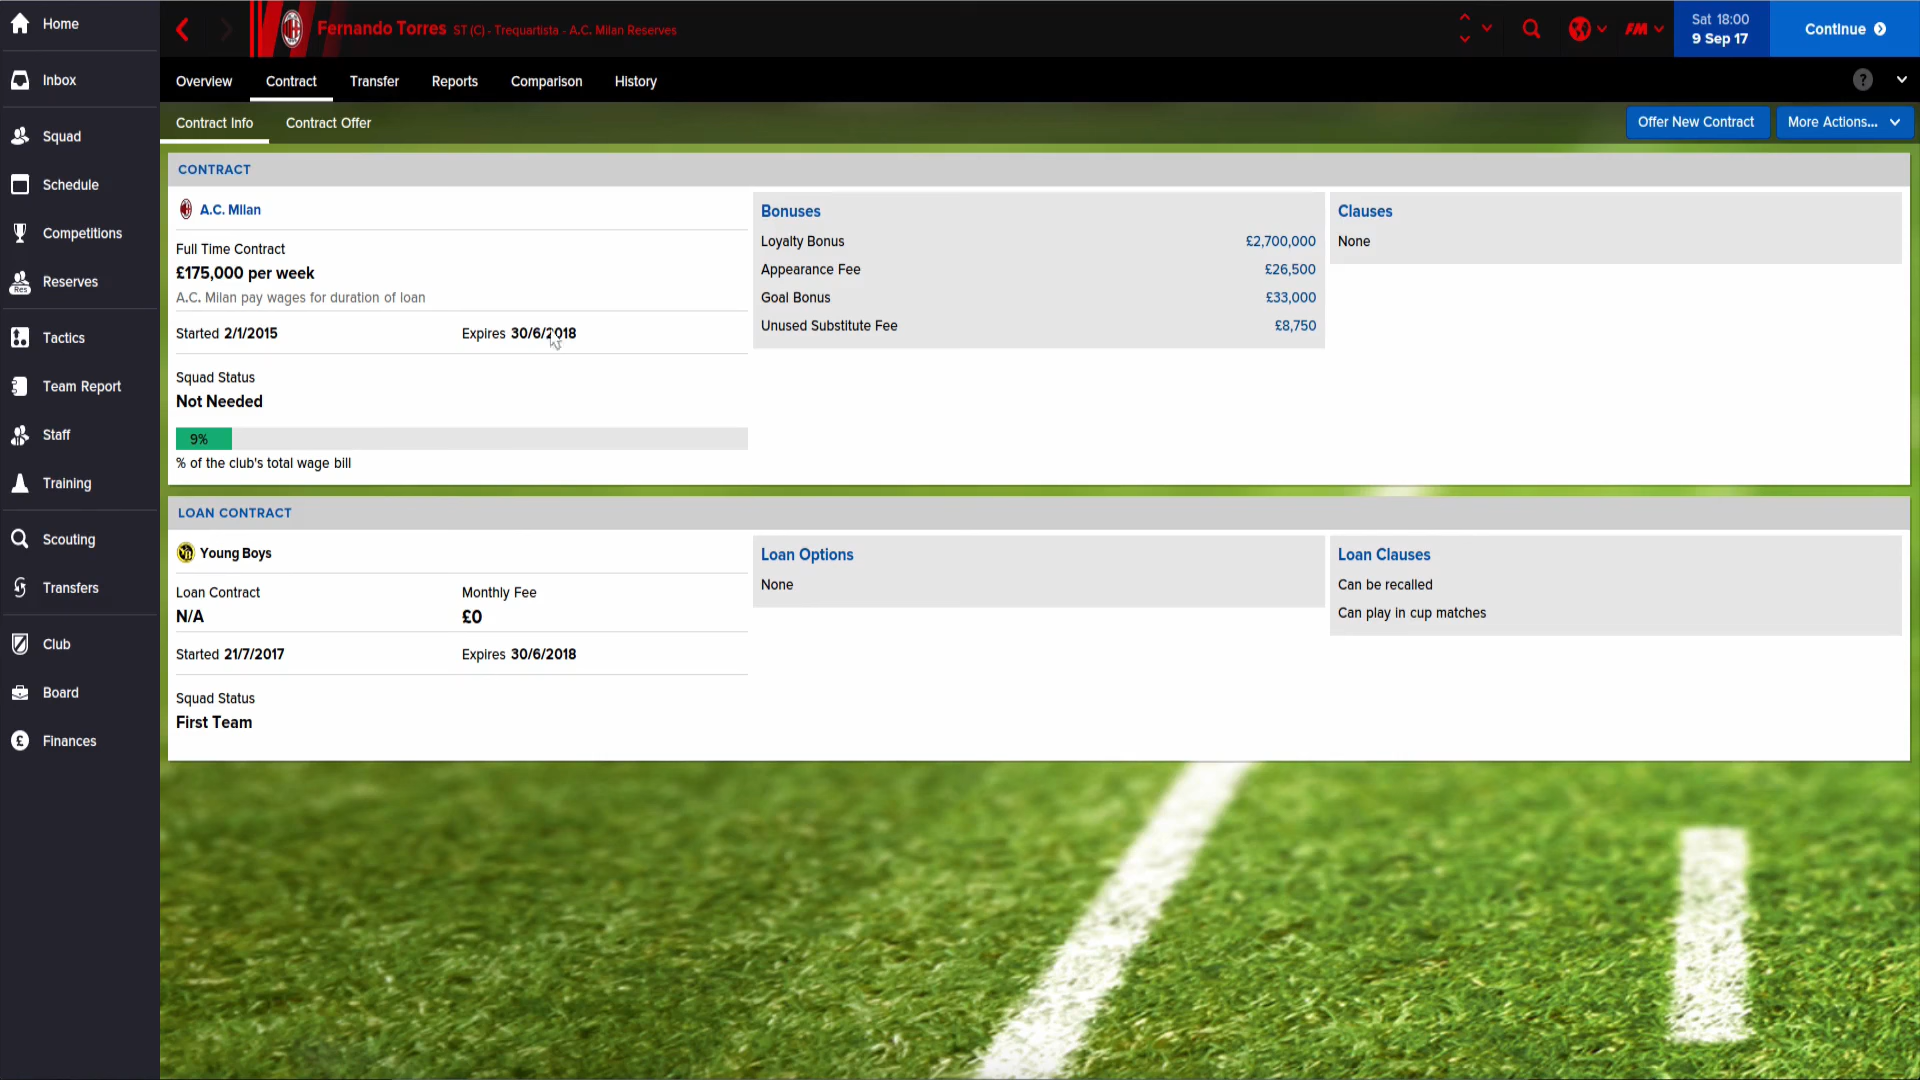 Home
Inbox
Squad
Schedule
Competitions
Reserves
Res
Tactics
Team Report
Staff
Training
Scouting
Transfers
Club
Board
Finances
Fernando Torres ST (C) - Trequartista - A.C. Milan Reserves
FM
Sat 18:00
9 Sep 17
Continue
Overview Contract Transfer Reports Comparison History
?
Contract Info Contract Offer
Offer New Contract More Actions...
CONTRACT
A.C. Milan
Full Time Contract
£175,000 per week
A.C. Milan pay wages for duration of loan
Started 2/1/2015 Expires 30/6/2018
Squad Status
Not Needed
9%
% of the club's total wage bill
Bonuses
Loyalty Bonus £2,700,000
Appearance Fee £26,500
Goal Bonus £33,000
Unused Substitute Fee £8,750
Clauses
None
LOAN CONTRACT
Young Boys
Loan Contract Monthly Fee
N/A £0
Started 21/7/2017 Expires 30/6/2018
Squad Status
First Team
Loan Options
None
Loan Clauses
Can be recalled
Can play in cup matches